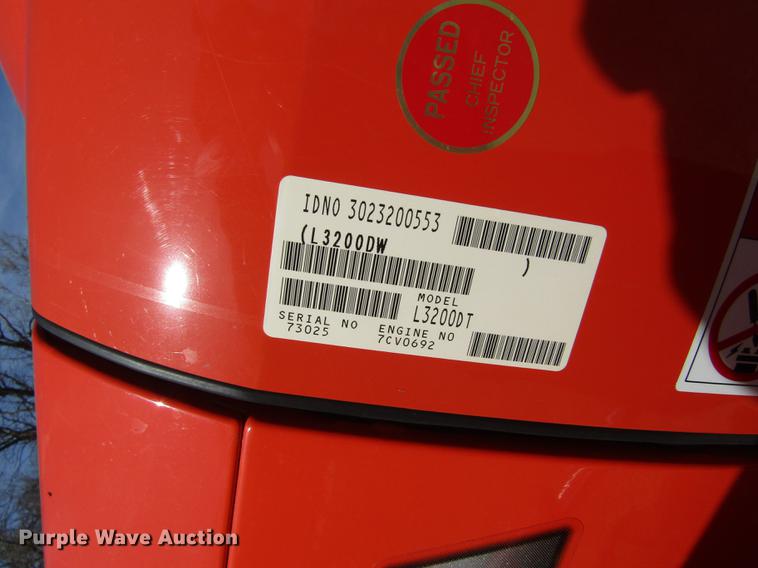 PASSED
CHIEF
INSPECTOR
IDNO 3023200553
(L3200DW )
MODEL
L3200DT
SERIAL NO
73025
ENGINE NO
7CV0692
Purple Wave Auction